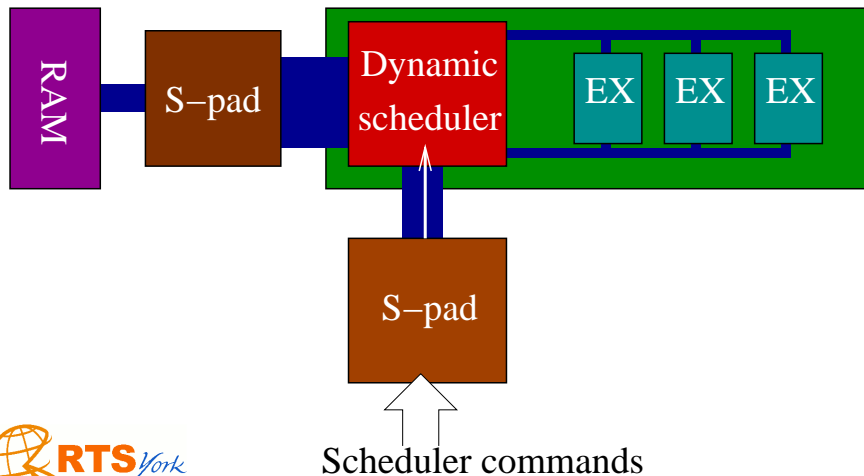 RAM
S−pad
Dynamic
scheduler
EX
EX
EX
S−pad
RTS York
Scheduler commands